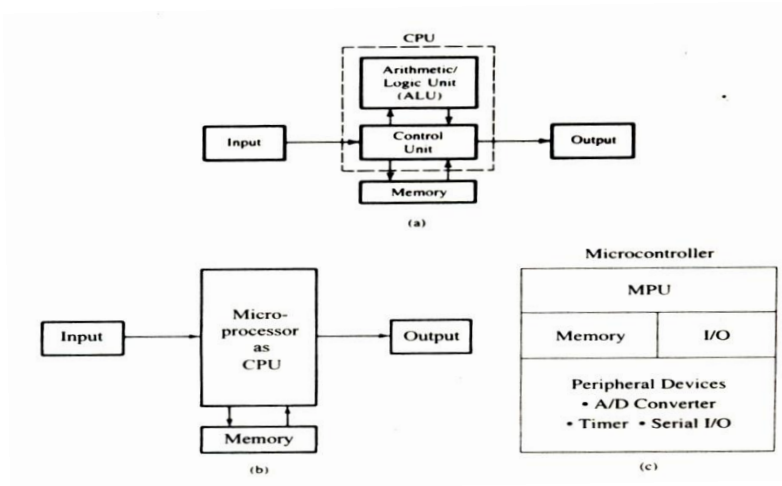 CPU
Arithmetic/
Logic Unit
(ALU)
Input
Control
Unit
Output
Memory
(a)
Micro-
processor
as
CPU
Input
Output
Memory
(b)
Microcontroller
MPU
Memory
I/O
Peripheral Devices
• A/D Converter
• Timer • Serial I/O
(c)